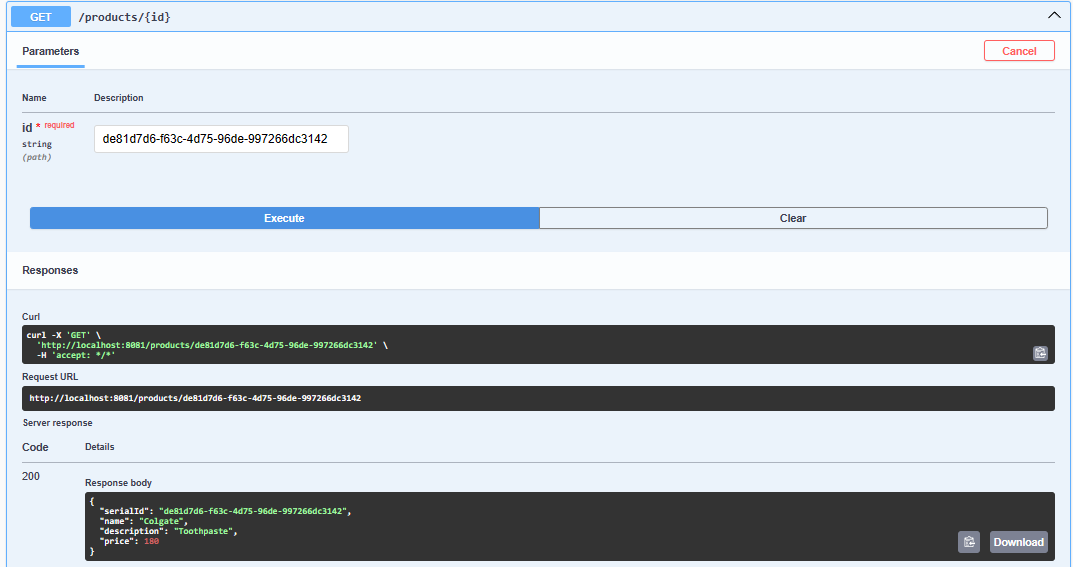 GET /products/{id}
Parameters Cancel
Name Description
id * required
string
(path)
de81d7d6-f63c-4d75-96de-997266dc3142
Execute Clear
Responses
Curl
curl -X 'GET' \
'http://localhost:8081/products/de81d7d6-f63c-4d75-96de-997266dc3142' \
-H 'accept: */*'
Request URL
http://localhost:8081/products/de81d7d6-f63c-4d75-96de-997266dc3142
Server response
Code Details
200
Response body
{
"serialId": "de81d7d6-f63c-4d75-96de-997266dc3142",
"name": "Colgate",
"description": "Toothpaste",
"price": 180
}
Download